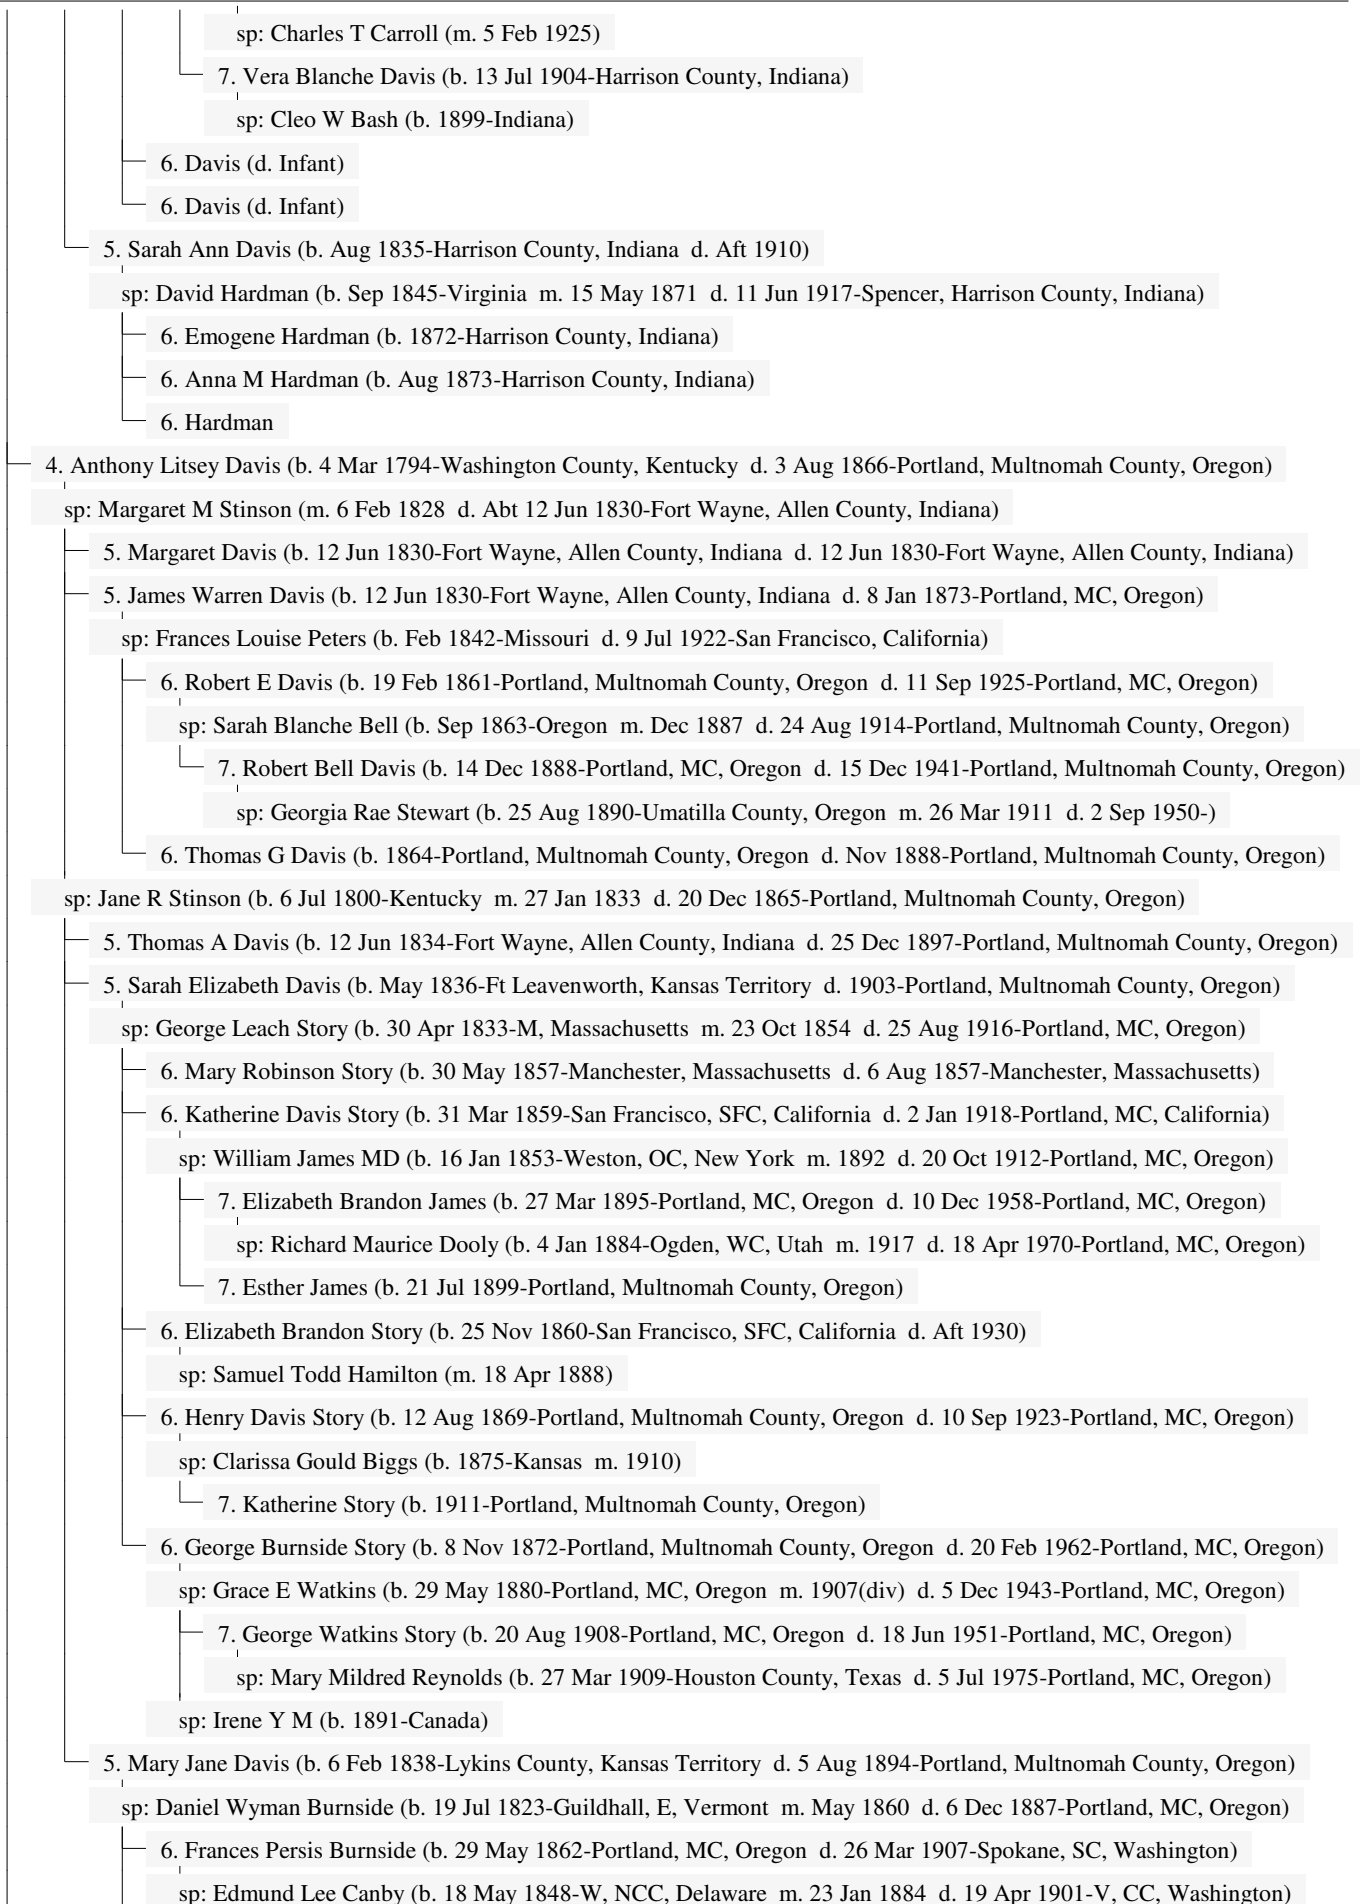 sp: Charles T Carroll (m. 5 Feb 1925)
7. Vera Blanche Davis (b. 13 Jul 1904-Harrison County, Indiana)
sp: Cleo W Bash (b. 1899-Indiana)
6. Davis (d. Infant)
6. Davis (d. Infant)
5. Sarah Ann Davis (b. Aug 1835-Harrison County, Indiana d. Aft 1910)
sp: David Hardman (b. Sep 1845-Virginia m. 15 May 1871 d. 11 Jun 1917-Spencer, Harrison County, Indiana)
6. Emogene Hardman (b. 1872-Harrison County, Indiana)
6. Anna M Hardman (b. Aug 1873-Harrison County, Indiana)
6. Hardman
4. Anthony Litsey Davis (b. 4 Mar 1794-Washington County, Kentucky d. 3 Aug 1866-Portland, Multnomah County, Oregon)
sp: Margaret M Stinson (m. 6 Feb 1828 d. Abt 12 Jun 1830-Fort Wayne, Allen County, Indiana)
5. Margaret Davis (b. 12 Jun 1830-Fort Wayne, Allen County, Indiana d. 12 Jun 1830-Fort Wayne, Allen County, Indiana)
5. James Warren Davis (b. 12 Jun 1830-Fort Wayne, Allen County, Indiana d. 8 Jan 1873-Portland, MC, Oregon)
sp: Frances Louise Peters (b. Feb 1842-Missouri d. 9 Jul 1922-San Francisco, California)
6. Robert E Davis (b. 19 Feb 1861-Portland, Multnomah County, Oregon d. 11 Sep 1925-Portland, MC, Oregon)
sp: Sarah Blanche Bell (b. Sep 1863-Oregon m. Dec 1887 d. 24 Aug 1914-Portland, Multnomah County, Oregon)
7. Robert Bell Davis (b. 14 Dec 1888-Portland, MC, Oregon d. 15 Dec 1941-Portland, Multnomah County, Oregon)
sp: Georgia Rae Stewart (b. 25 Aug 1890-Umatilla County, Oregon m. 26 Mar 1911 d. 2 Sep 1950-)
6. Thomas G Davis (b. 1864-Portland, Multnomah County, Oregon d. Nov 1888-Portland, Multnomah County, Oregon)
sp: Jane R Stinson (b. 6 Jul 1800-Kentucky m. 27 Jan 1833 d. 20 Dec 1865-Portland, Multnomah County, Oregon)
5. Thomas A Davis (b. 12 Jun 1834-Fort Wayne, Allen County, Indiana d. 25 Dec 1897-Portland, Multnomah County, Oregon)
5. Sarah Elizabeth Davis (b. May 1836-Ft Leavenworth, Kansas Territory d. 1903-Portland, Multnomah County, Oregon)
sp: George Leach Story (b. 30 Apr 1833-M, Massachusetts m. 23 Oct 1854 d. 25 Aug 1916-Portland, MC, Oregon)
6. Mary Robinson Story (b. 30 May 1857-Manchester, Massachusetts d. 6 Aug 1857-Manchester, Massachusetts)
6. Katherine Davis Story (b. 31 Mar 1859-San Francisco, SFC, California d. 2 Jan 1918-Portland, MC, California)
sp: William James MD (b. 16 Jan 1853-Weston, OC, New York m. 1892 d. 20 Oct 1912-Portland, MC, Oregon)
7. Elizabeth Brandon James (b. 27 Mar 1895-Portland, MC, Oregon d. 10 Dec 1958-Portland, MC, Oregon)
sp: Richard Maurice Dooly (b. 4 Jan 1884-Ogden, WC, Utah m. 1917 d. 18 Apr 1970-Portland, MC, Oregon)
7. Esther James (b. 21 Jul 1899-Portland, Multnomah County, Oregon)
6. Elizabeth Brandon Story (b. 25 Nov 1860-San Francisco, SFC, California d. Aft 1930)
sp: Samuel Todd Hamilton (m. 18 Apr 1888)
6. Henry Davis Story (b. 12 Aug 1869-Portland, Multnomah County, Oregon d. 10 Sep 1923-Portland, MC, Oregon)
sp: Clarissa Gould Biggs (b. 1875-Kansas m. 1910)
7. Katherine Story (b. 1911-Portland, Multnomah County, Oregon)
6. George Burnside Story (b. 8 Nov 1872-Portland, Multnomah County, Oregon d. 20 Feb 1962-Portland, MC, Oregon)
sp: Grace E Watkins (b. 29 May 1880-Portland, MC, Oregon m. 1907(div) d. 5 Dec 1943-Portland, MC, Oregon)
7. George Watkins Story (b. 20 Aug 1908-Portland, MC, Oregon d. 18 Jun 1951-Portland, MC, Oregon)
sp: Mary Mildred Reynolds (b. 27 Mar 1909-Houston County, Texas d. 5 Jul 1975-Portland, MC, Oregon)
sp: Irene Y M (b. 1891-Canada)
5. Mary Jane Davis (b. 6 Feb 1838-Lykins County, Kansas Territory d. 5 Aug 1894-Portland, Multnomah County, Oregon)
sp: Daniel Wyman Burnside (b. 19 Jul 1823-Guildhall, E, Vermont m. May 1860 d. 6 Dec 1887-Portland, MC, Oregon)
6. Frances Persis Burnside (b. 29 May 1862-Portland, MC, Oregon d. 26 Mar 1907-Spokane, SC, Washington)
sp: Edmund Lee Canby (b. 18 May 1848-W, NCC, Delaware m. 23 Jan 1884 d. 19 Apr 1901-V, CC, Washington)